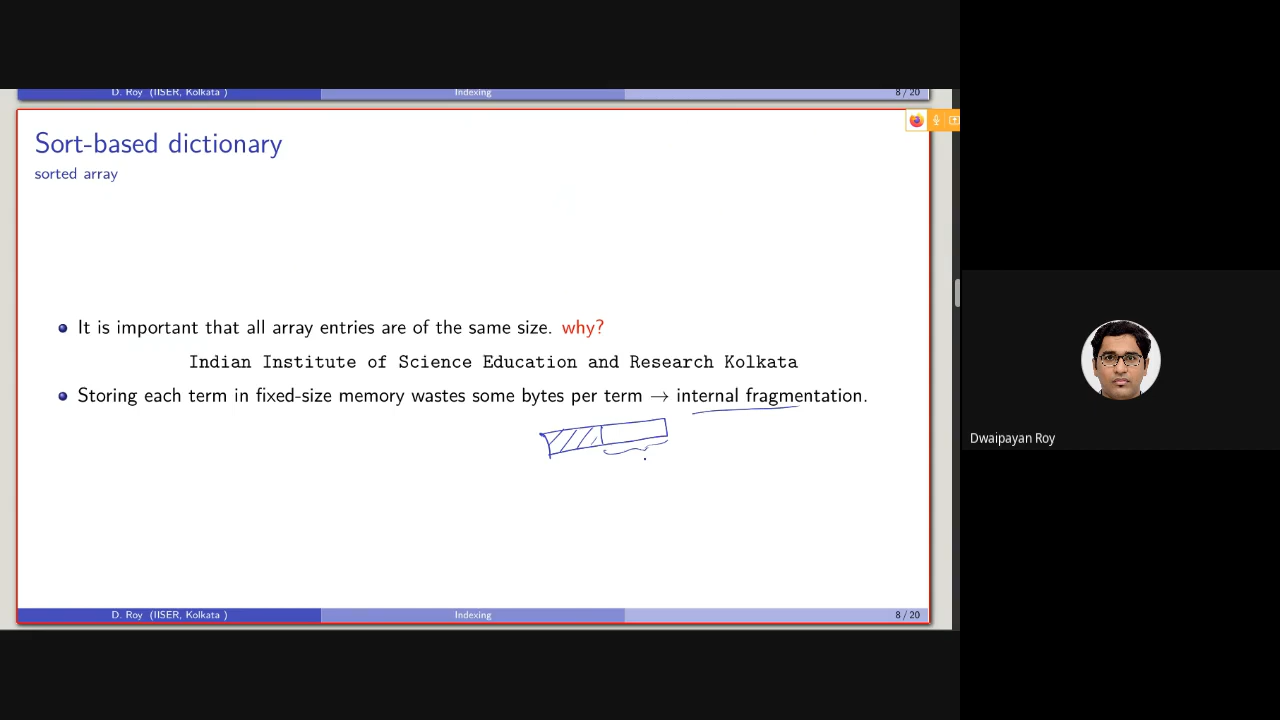 D. Roy (IISER, Kolkata ) Indexing 8 / 20
Sort-based dictionary
sorted array
It is important that all array entries are of the same size. why?
Indian Institute of Science Education and Research Kolkata
Storing each term in fixed-size memory wastes some bytes per term → internal fragmentation.
Dwaipayan Roy
D. Roy (IISER, Kolkata ) Indexing 8 / 20